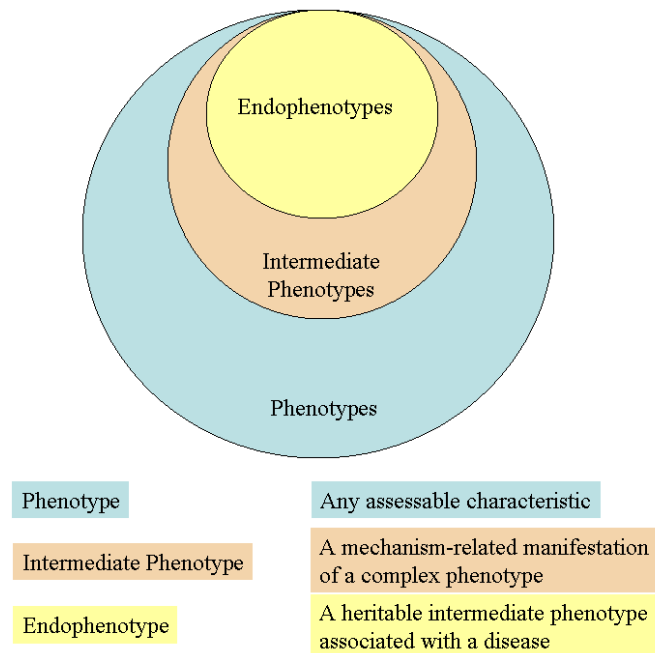 Endophenotypes
Intermediate
Phenotypes
Phenotypes
Phenotype
Any assessable characteristic
Intermediate Phenotype
A mechanism-related manifestation
of a complex phenotype
Endophenotype
A heritable intermediate phenotype
associated with a disease